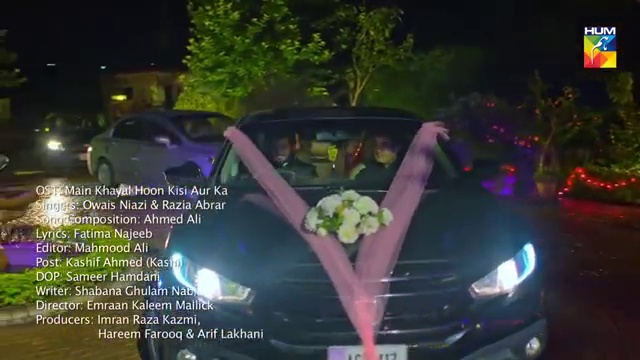 HUM
OST: Main Khayal Hoon Kisi Aur Ka
Singers: Owais Niazi & Razia Abrar
Song Composition: Ahmed Ali
Lyrics: Fatima Najeeb
Editor: Mahmood Ali
Post: Kashif Ahmed (Kashi)
DOP: Sameer Hamdani
Writer: Shabana Ghulam Nabi
Director: Emraan Kaleem Mallick
Producers: Imran Raza Kazmi,
Hareem Farooq & Arif Lakhani